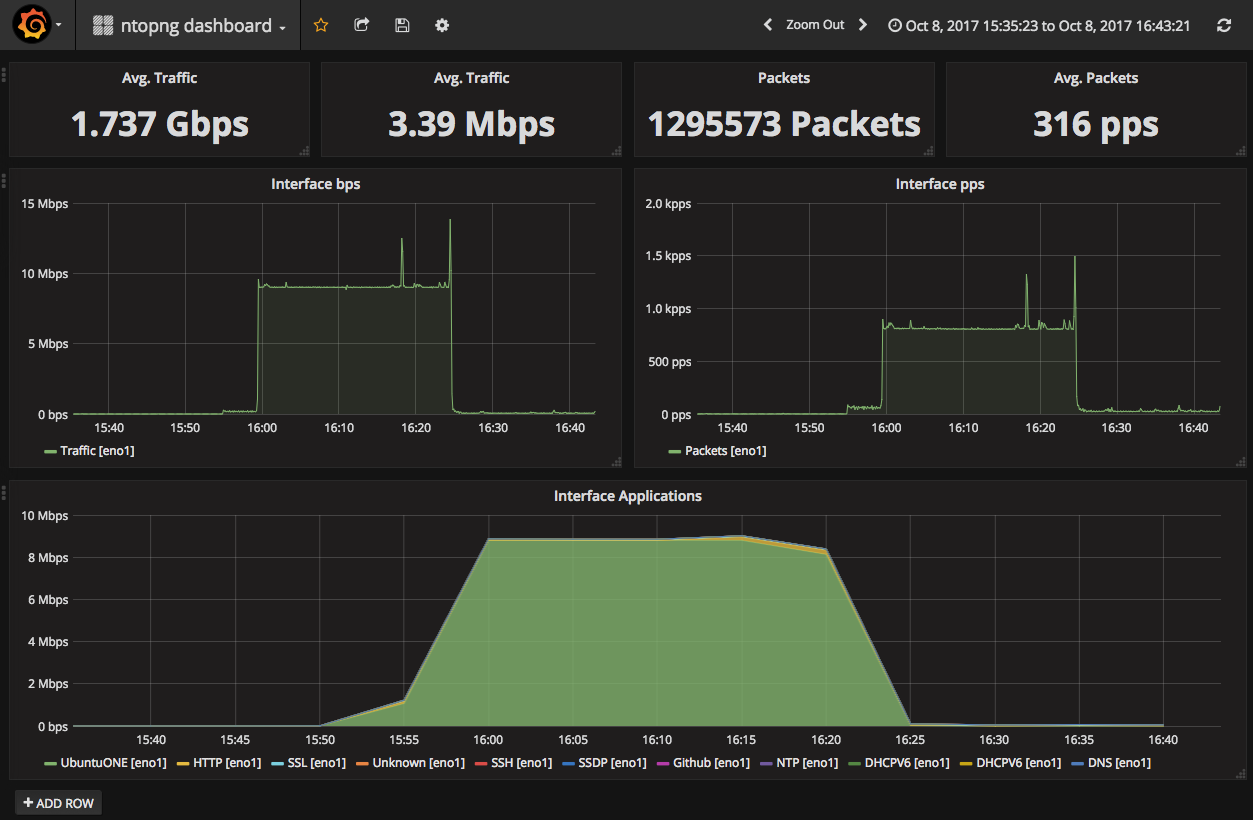 ntopng dashboard
Zoom Out
Oct 8, 2017 15:35:23 to Oct 8, 2017 16:43:21
Avg. Traffic
1.737 Gbps
Avg. Traffic
3.39 Mbps
Packets
1295573 Packets
Avg. Packets
316 pps
Interface bps
15 Mbps
10 Mbps
5 Mbps
0 bps
15:40 15:50 16:00 16:10 16:20 16:30 16:40
Traffic [eno1]
Interface pps
2.0 kpps
1.5 kpps
1.0 kpps
500 pps
0 pps
15:40 15:50 16:00 16:10 16:20 16:30 16:40
Packets [eno1]
Interface Applications
10 Mbps
8 Mbps
6 Mbps
4 Mbps
2 Mbps
0 bps
15:40 15:45 15:50 15:55 16:00 16:05 16:10 16:15 16:20 16:25 16:30 16:35 16:40
UbuntuONE [eno1] HTTP [eno1] SSL [eno1] Unknown [eno1] SSH [eno1] SSDP [eno1] Github [eno1] NTP [eno1] DHCPV6 [eno1] DHCPV6 [eno1] DNS [eno1]
+ ADD ROW